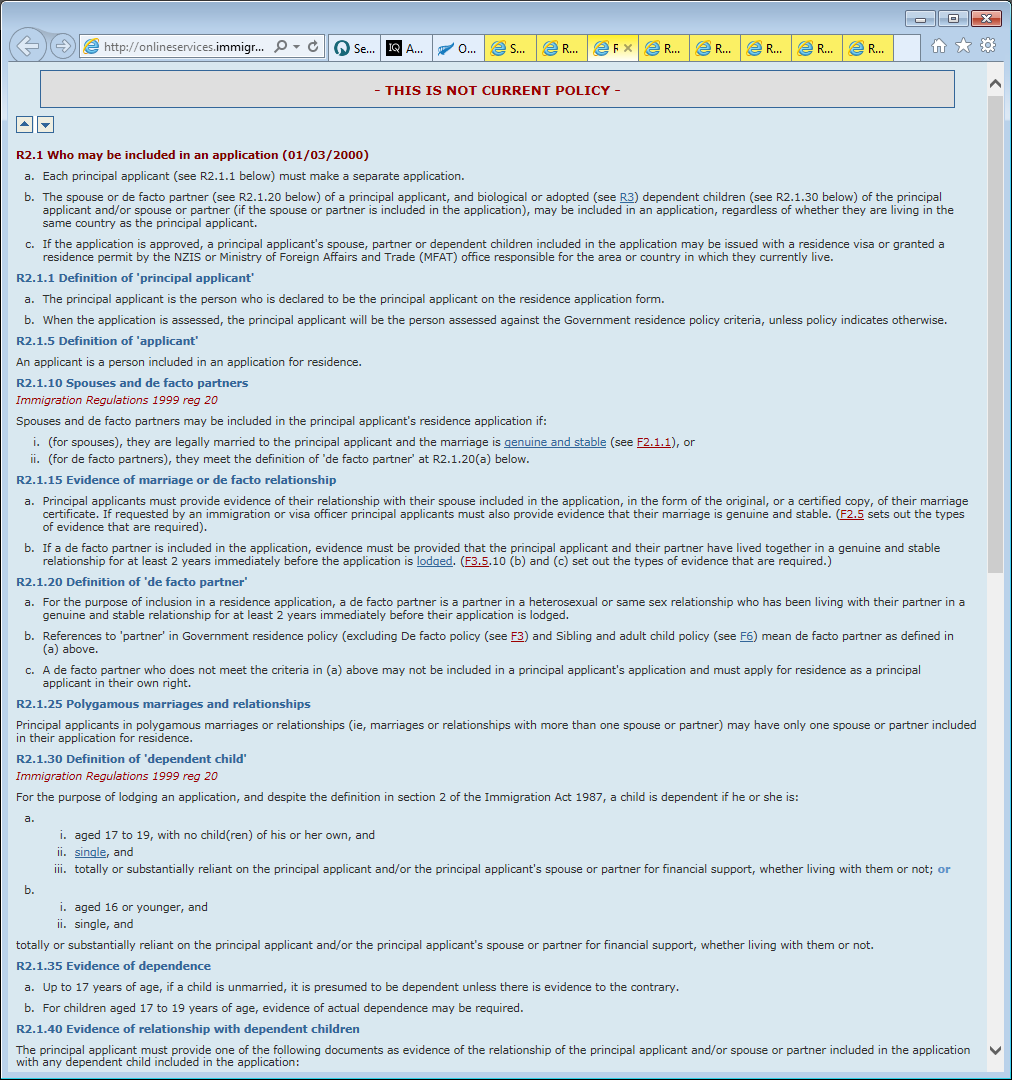 http://onlineservices.immigr...
Se...
A...
O...
S...
R...
R
R...
R...
R...
R...
R...
- THIS IS NOT CURRENT POLICY -
R2.1 Who may be included in an application (01/03/2000)
a. Each principal applicant (see R2.1.1 below) must make a separate application.
b. The spouse or de facto partner (see R2.1.20 below) of a principal applicant, and biological or adopted (see R3) dependent children (see R2.1.30 below) of the principal
applicant and/or spouse or partner (if the spouse or partner is included in the application), may be included in an application, regardless of whether they are living in the
same country as the principal applicant.
c. If the application is approved, a principal applicant's spouse, partner or dependent children included in the application may be issued with a residence visa or granted a
residence permit by the NZIS or Ministry of Foreign Affairs and Trade (MFAT) office responsible for the area or country in which they currently live.
R2.1.1 Definition of 'principal applicant'
a. The principal applicant is the person who is declared to be the principal applicant on the residence application form.
b. When the application is assessed, the principal applicant will be the person assessed against the Government residence policy criteria, unless policy indicates otherwise.
R2.1.5 Definition of 'applicant'
An applicant is a person included in an application for residence.
R2.1.10 Spouses and de facto partners
Immigration Regulations 1999 reg 20
Spouses and de facto partners may be included in the principal applicant's residence application if:
i. (for spouses), they are legally married to the principal applicant and the marriage is genuine and stable (see F2.1.1), or
ii. (for de facto partners), they meet the definition of 'de facto partner' at R2.1.20(a) below.
R2.1.15 Evidence of marriage or de facto relationship
a. Principal applicants must provide evidence of their relationship with their spouse included in the application, in the form of the original, or a certified copy, of their marriage
certificate. If requested by an immigration or visa officer principal applicants must also provide evidence that their marriage is genuine and stable. (F2.5 sets out the types
of evidence that are required).
b. If a de facto partner is included in the application, evidence must be provided that the principal applicant and their partner have lived together in a genuine and stable
relationship for at least 2 years immediately before the application is lodged. (F3.5.10 (b) and (c) set out the types of evidence that are required.)
R2.1.20 Definition of 'de facto partner'
a. For the purpose of inclusion in a residence application, a de facto partner is a partner in a heterosexual or same sex relationship who has been living with their partner in a
genuine and stable relationship for at least 2 years immediately before their application is lodged.
b. References to 'partner' in Government residence policy (excluding De facto policy (see F3) and Sibling and adult child policy (see F6) mean de facto partner as defined in
(a) above.
c. A de facto partner who does not meet the criteria in (a) above may not be included in a principal applicant's application and must apply for residence as a principal
applicant in their own right.
R2.1.25 Polygamous marriages and relationships
Principal applicants in polygamous marriages or relationships (ie, marriages or relationships with more than one spouse or partner) may have only one spouse or partner included
in their application for residence.
R2.1.30 Definition of 'dependent child'
Immigration Regulations 1999 reg 20
For the purpose of lodging an application, and despite the definition in section 2 of the Immigration Act 1987, a child is dependent if he or she is:
a.
i. aged 17 to 19, with no child(ren) of his or her own, and
ii. single, and
iii. totally or substantially reliant on the principal applicant and/or the principal applicant's spouse or partner for financial support, whether living with them or not; or
b.
i. aged 16 or younger, and
ii. single, and
totally or substantially reliant on the principal applicant and/or the principal applicant's spouse or partner for financial support, whether living with them or not.
R2.1.35 Evidence of dependence
a. Up to 17 years of age, if a child is unmarried, it is presumed to be dependent unless there is evidence to the contrary.
b. For children aged 17 to 19 years of age, evidence of actual dependence may be required.
R2.1.40 Evidence of relationship with dependent children
The principal applicant must provide one of the following documents as evidence of the relationship of the principal applicant and/or spouse or partner included in the application
with any dependent child included in the application: